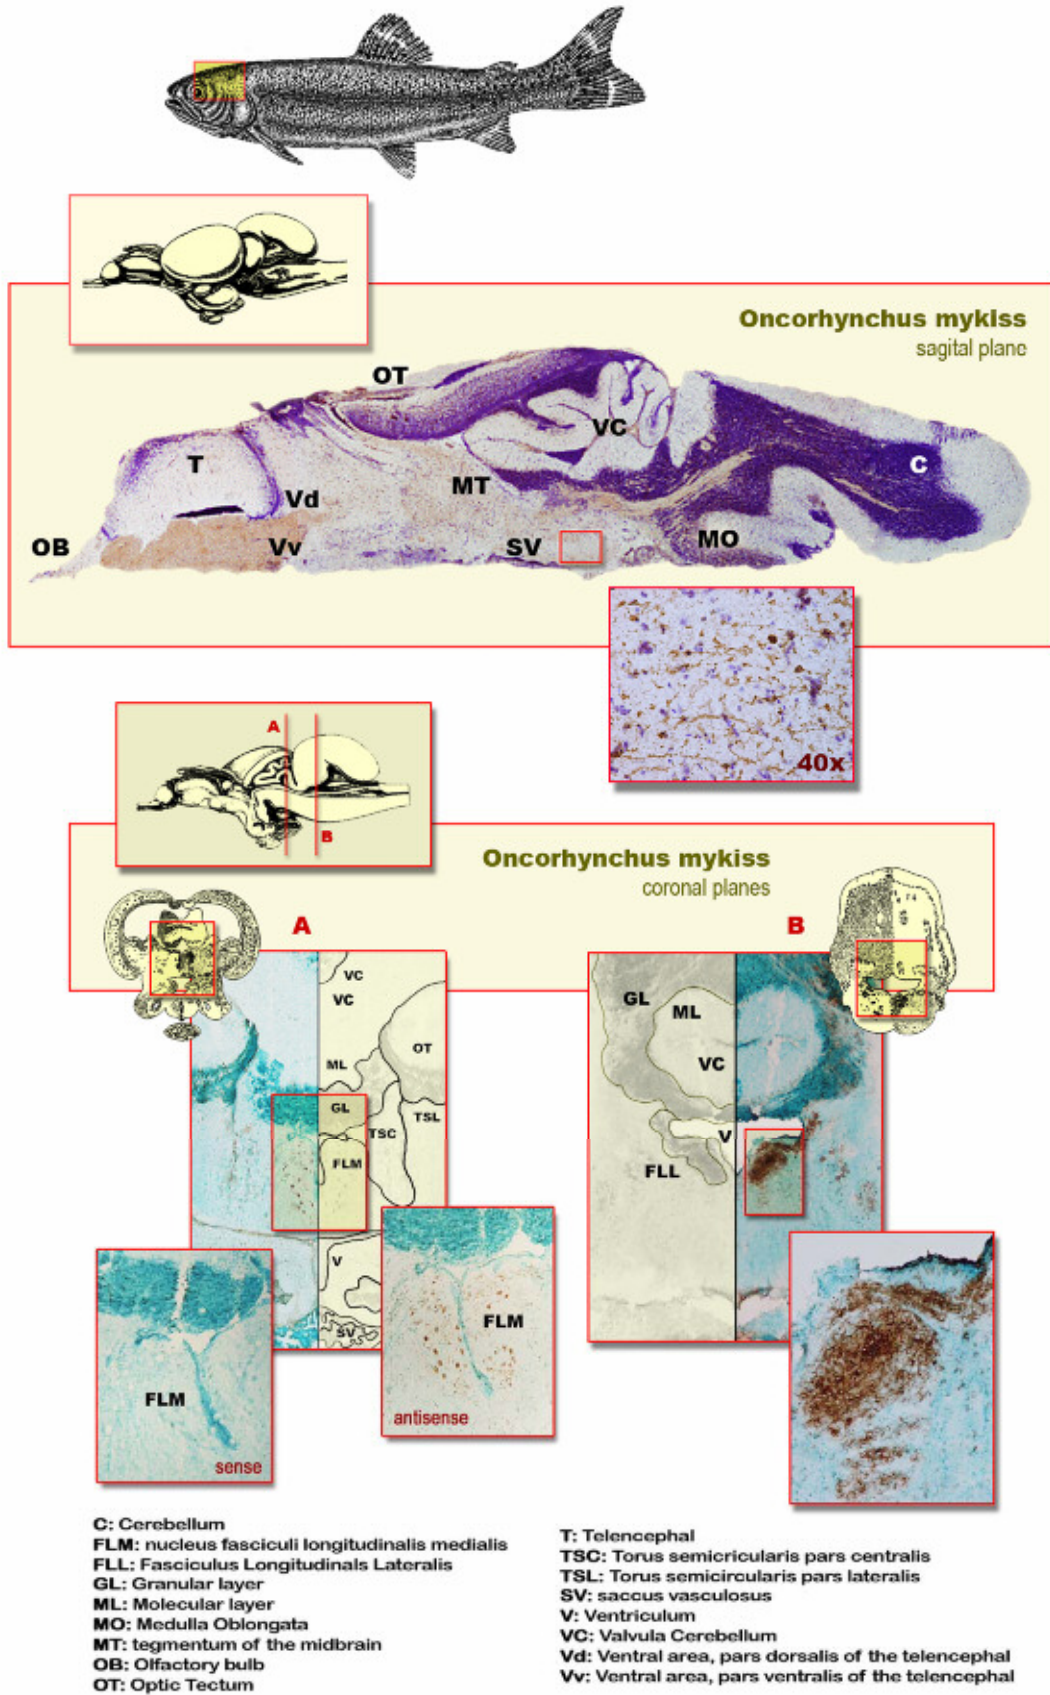 Oncorhynchus mykiss
sagital plane
OT
VC
T
C
MT
Vd
OB
Vv
SV
MO
40x
A
B
Oncorhynchus mykiss
coronal planes
A
B
VC
VC
OT
ML
GL
TSL
TSC
FLM
V
SV
GL
ML
VC
V
FLL
FLM
sense
FLM
antisense
C: Cerebellum
FLM: nucleus fasciculi longitudinalis medialis
FLL: Fasciculus Longitudinals Lateralis
GL: Granular layer
ML: Molecular layer
MO: Medulla Oblongata
MT: tegmentum of the midbrain
OB: Olfactory bulb
OT: Optic Tectum
T: Telencephal
TSC: Torus semicricularis pars centralis
TSL: Torus semicircularis pars lateralis
SV: saccus vasculosus
V: Ventriculum
VC: Valvula Cerebellum
Vd: Ventral area, pars dorsalis of the telencephal
Vv: Ventral area, pars ventralis of the telencephal